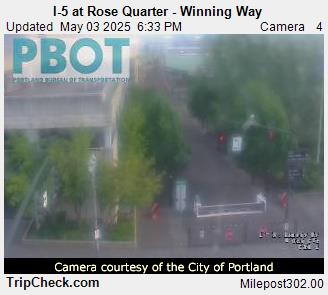 I-5 at Rose Quarter - Winning Way
Updated May 03 2025 6:33 PM Camera 4
PBOT
PORTLAND BUREAU OF TRANSPORTATION
Camera courtesy of the City of Portland
TripCheck.com Milepost302.00